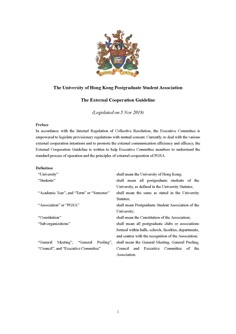 The University of Hong Kong Postgraduate Student Association
The External Cooperation Guideline
(Legislated on 5 Nov 2019)
Preface
In accordance with the Internal Regulation of Collective Resolution, the Executive Committee is
empowered to legislate provisionary regulations with mutual consent. Currently, to deal with the various
external cooperation intentions and to promote the external communication efficiency and efficacy, the
External Cooperation Guideline is written to help Executive Committee members to understand the
standard process of operation and the principles of external cooperation of PGSA.
Definition
"University" shall mean the University of Hong Kong;
"Students" shall mean all postgraduate students of the
University, as defined in the University Statutes;
"Academic Year", and "Term" or "Semester" shall mean the same as stated in the University
Statutes;
"Association" or "PGSA" shall mean Postgraduate Student Association of the
University;
"Constitution" shall mean the Constitution of the Association;
"Sub-organizations" shall mean all postgraduate clubs or associations
formed within halls, schools, faculties, departments,
and centres with the recognition of the Association;
"General Meeting", "General Pooling, shall mean the General Meeting, General Pooling,
"Council", and "Executive Committee" Council and Executive Committee of the
Association.
1